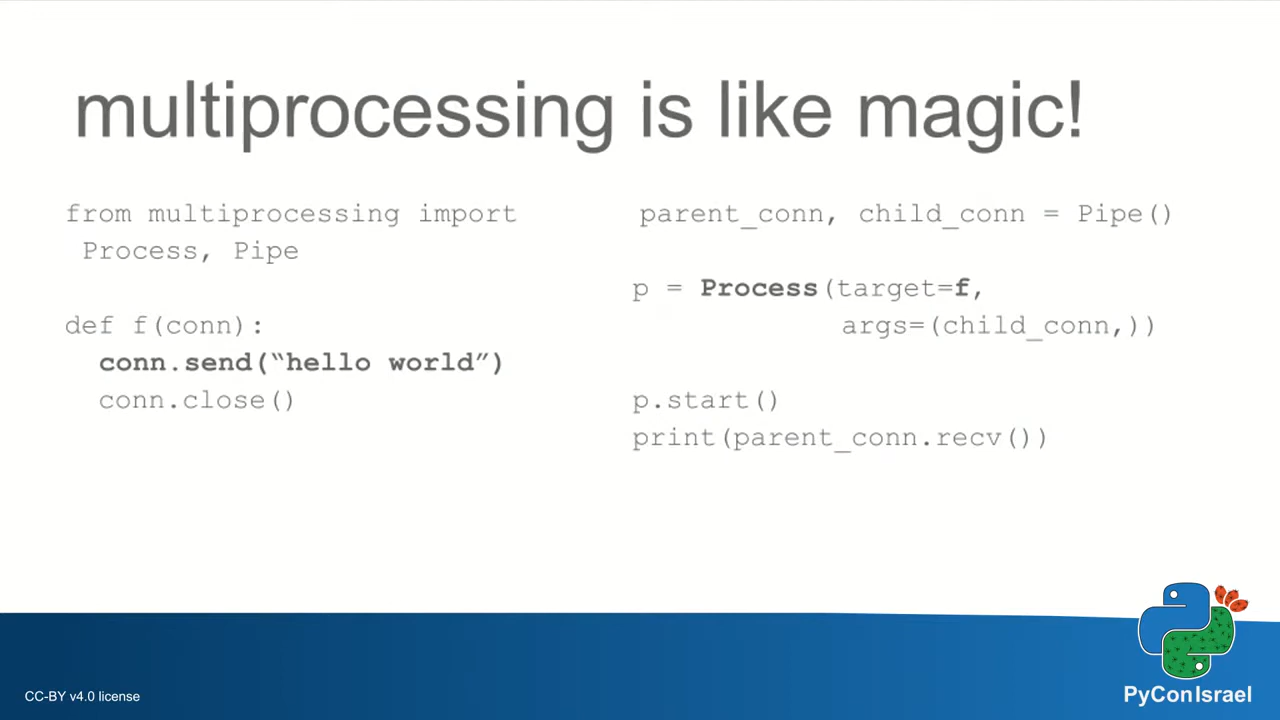 multiprocessing is like magic!
from multiprocessing import
Process, Pipe
def f(conn):
conn.send(“hello world”)
conn.close()
parent_conn, child_conn = Pipe()
p = Process(target=f,
args=(child_conn,))
p.start()
print(parent_conn.recv())
CC-BY v4.0 license
PyConIsrael